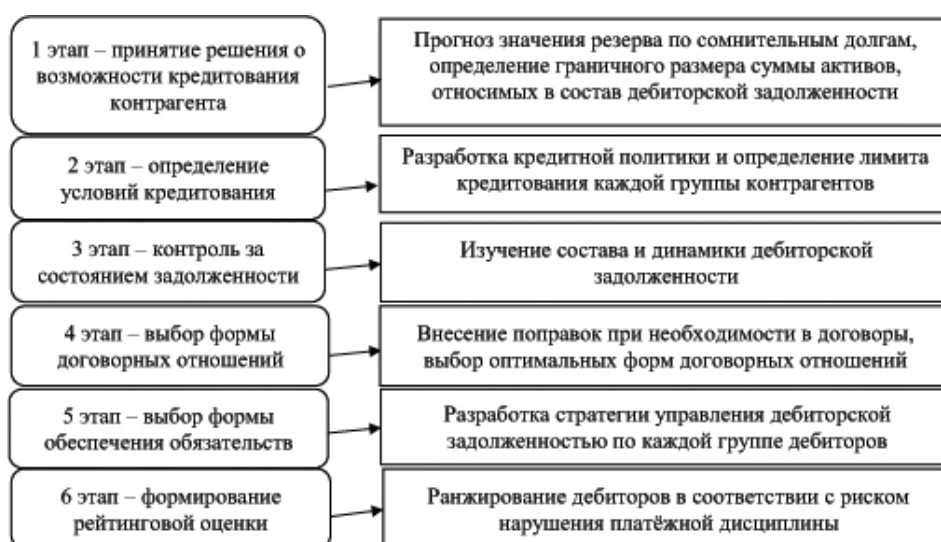 1 этап – принятие решения о
возможности кредитования
контрагента
Прогноз значения резерва по сомнительным долгам,
определение граничного размера суммы активов,
относимых в состав дебиторской задолженности
2 этап – определение
условий кредитования
Разработка кредитной политики и определение лимита
кредитования каждой группы контрагентов
3 этап – контроль за
состоянием задолженности
Изучение состава и динамики дебиторской
задолженности
4 этап – выбор формы
договорных отношений
Внесение поправок при необходимости в договоры,
выбор оптимальных форм договорных отношений
5 этап – выбор формы
обеспечения обязательств
Разработка стратегии управления дебиторской
задолженностью по каждой группе дебиторов
6 этап – формирование
рейтинговой оценки
Ранжирование дебиторов в соответствии с риском
нарушения платёжной дисциплины